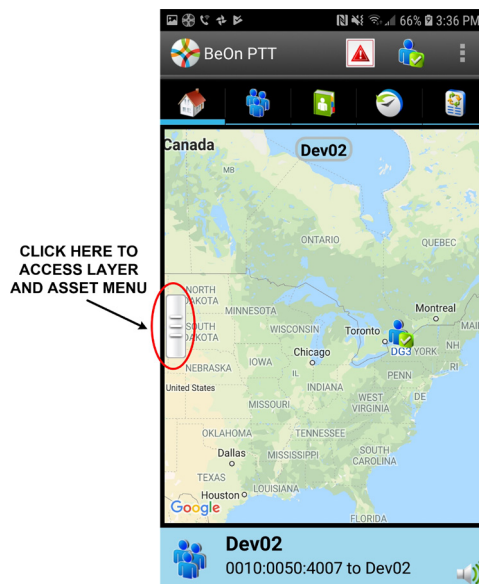 66% 3:36 PM
BeOn PTT
Canada
Dev02
MB
ONTARIO
QUEBEC
CLICK HERE TO
ACCESS LAYER
AND ASSET MENU
NORTH
DAKOTA
MINNESOTA
Montreal
MAI
SOUTH
DAKOTA
WISCONSIN
Toronto
DG3 YORK
NH
Chicago
IOWA
NEBRASKA
IL
PENN
RI
United States
INDIANA
MISSOURI
WEST
VIRGINIA
DE
OKLAHOMA
TENNESSEE
Dallas
MISSISSIPPI
SOUTH
CAROLINA
TEXAS
LOUISIANA
Houston
Google
FLORIDA
Dev02
0010:0050:4007 to Dev02